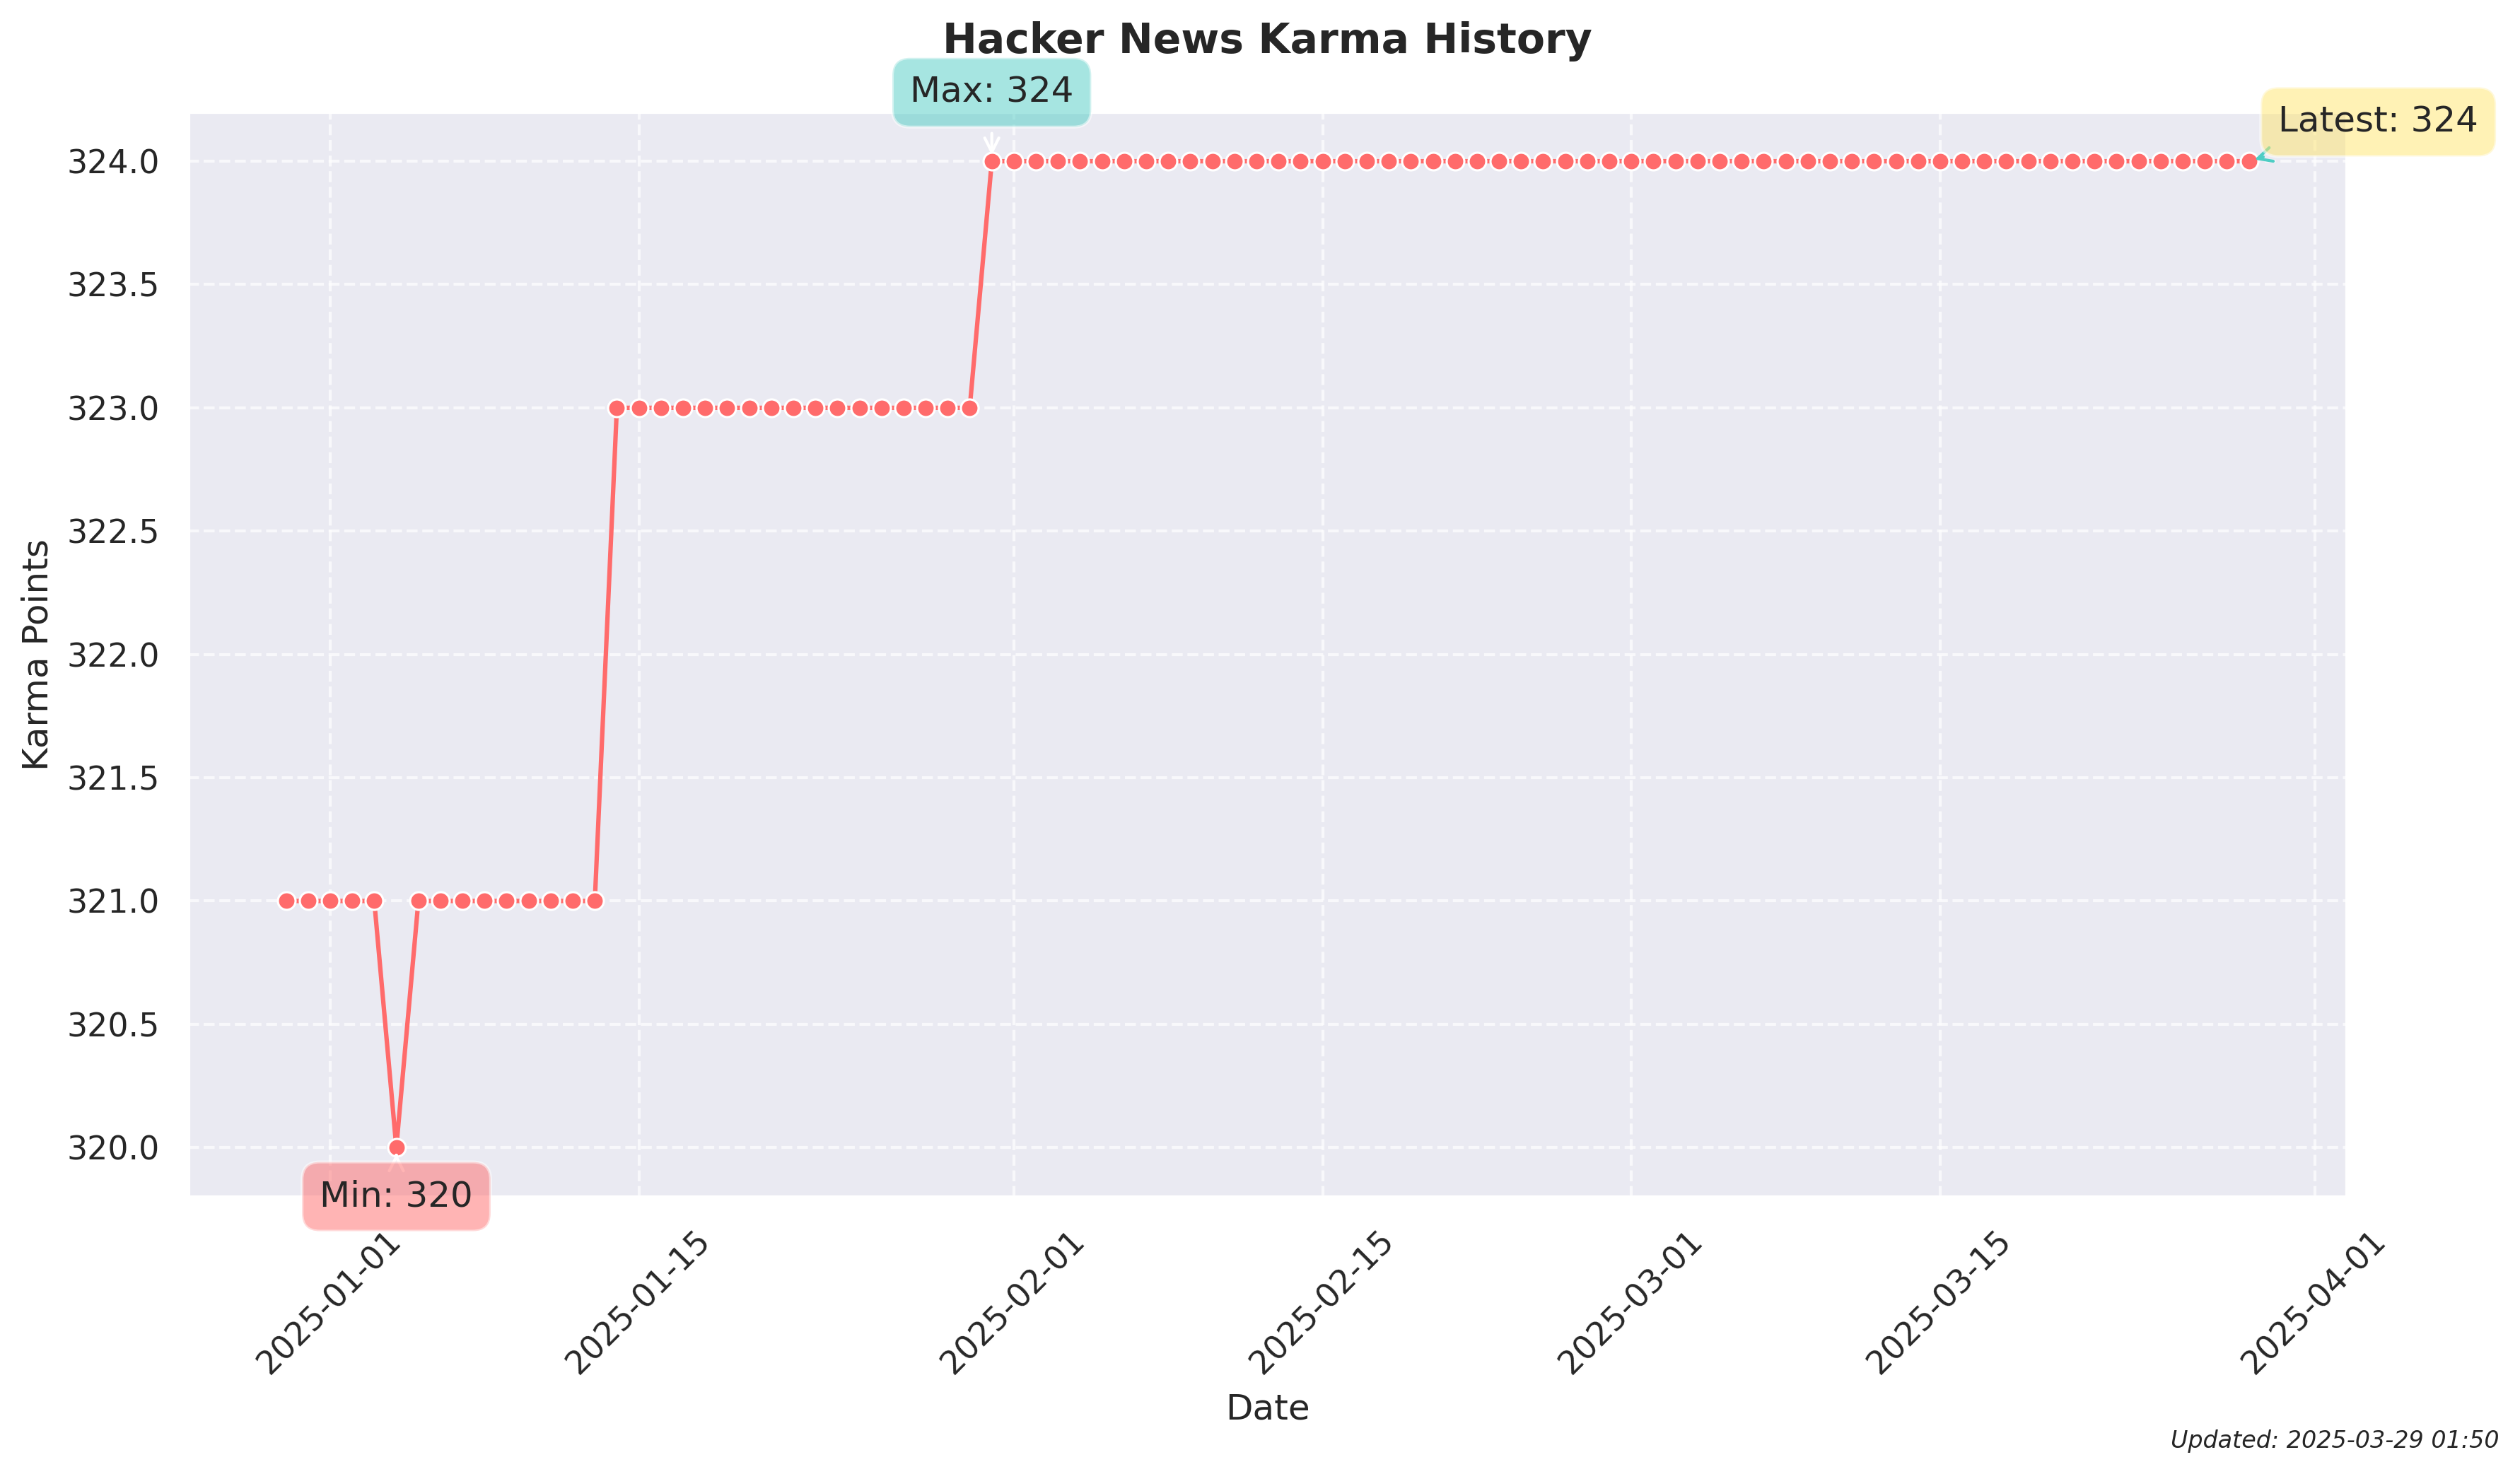 Hacker News Karma History
Max: 324
Latest: 324
324.0
323.5
323.0
322.5
322.0
321.5
321.0
320.5
320.0
Karma Points
Min: 320
2025-01-01
2025-01-15
2025-02-01
2025-02-15
2025-03-01
2025-03-15
2025-04-01
Date
Updated: 2025-03-29 01:50